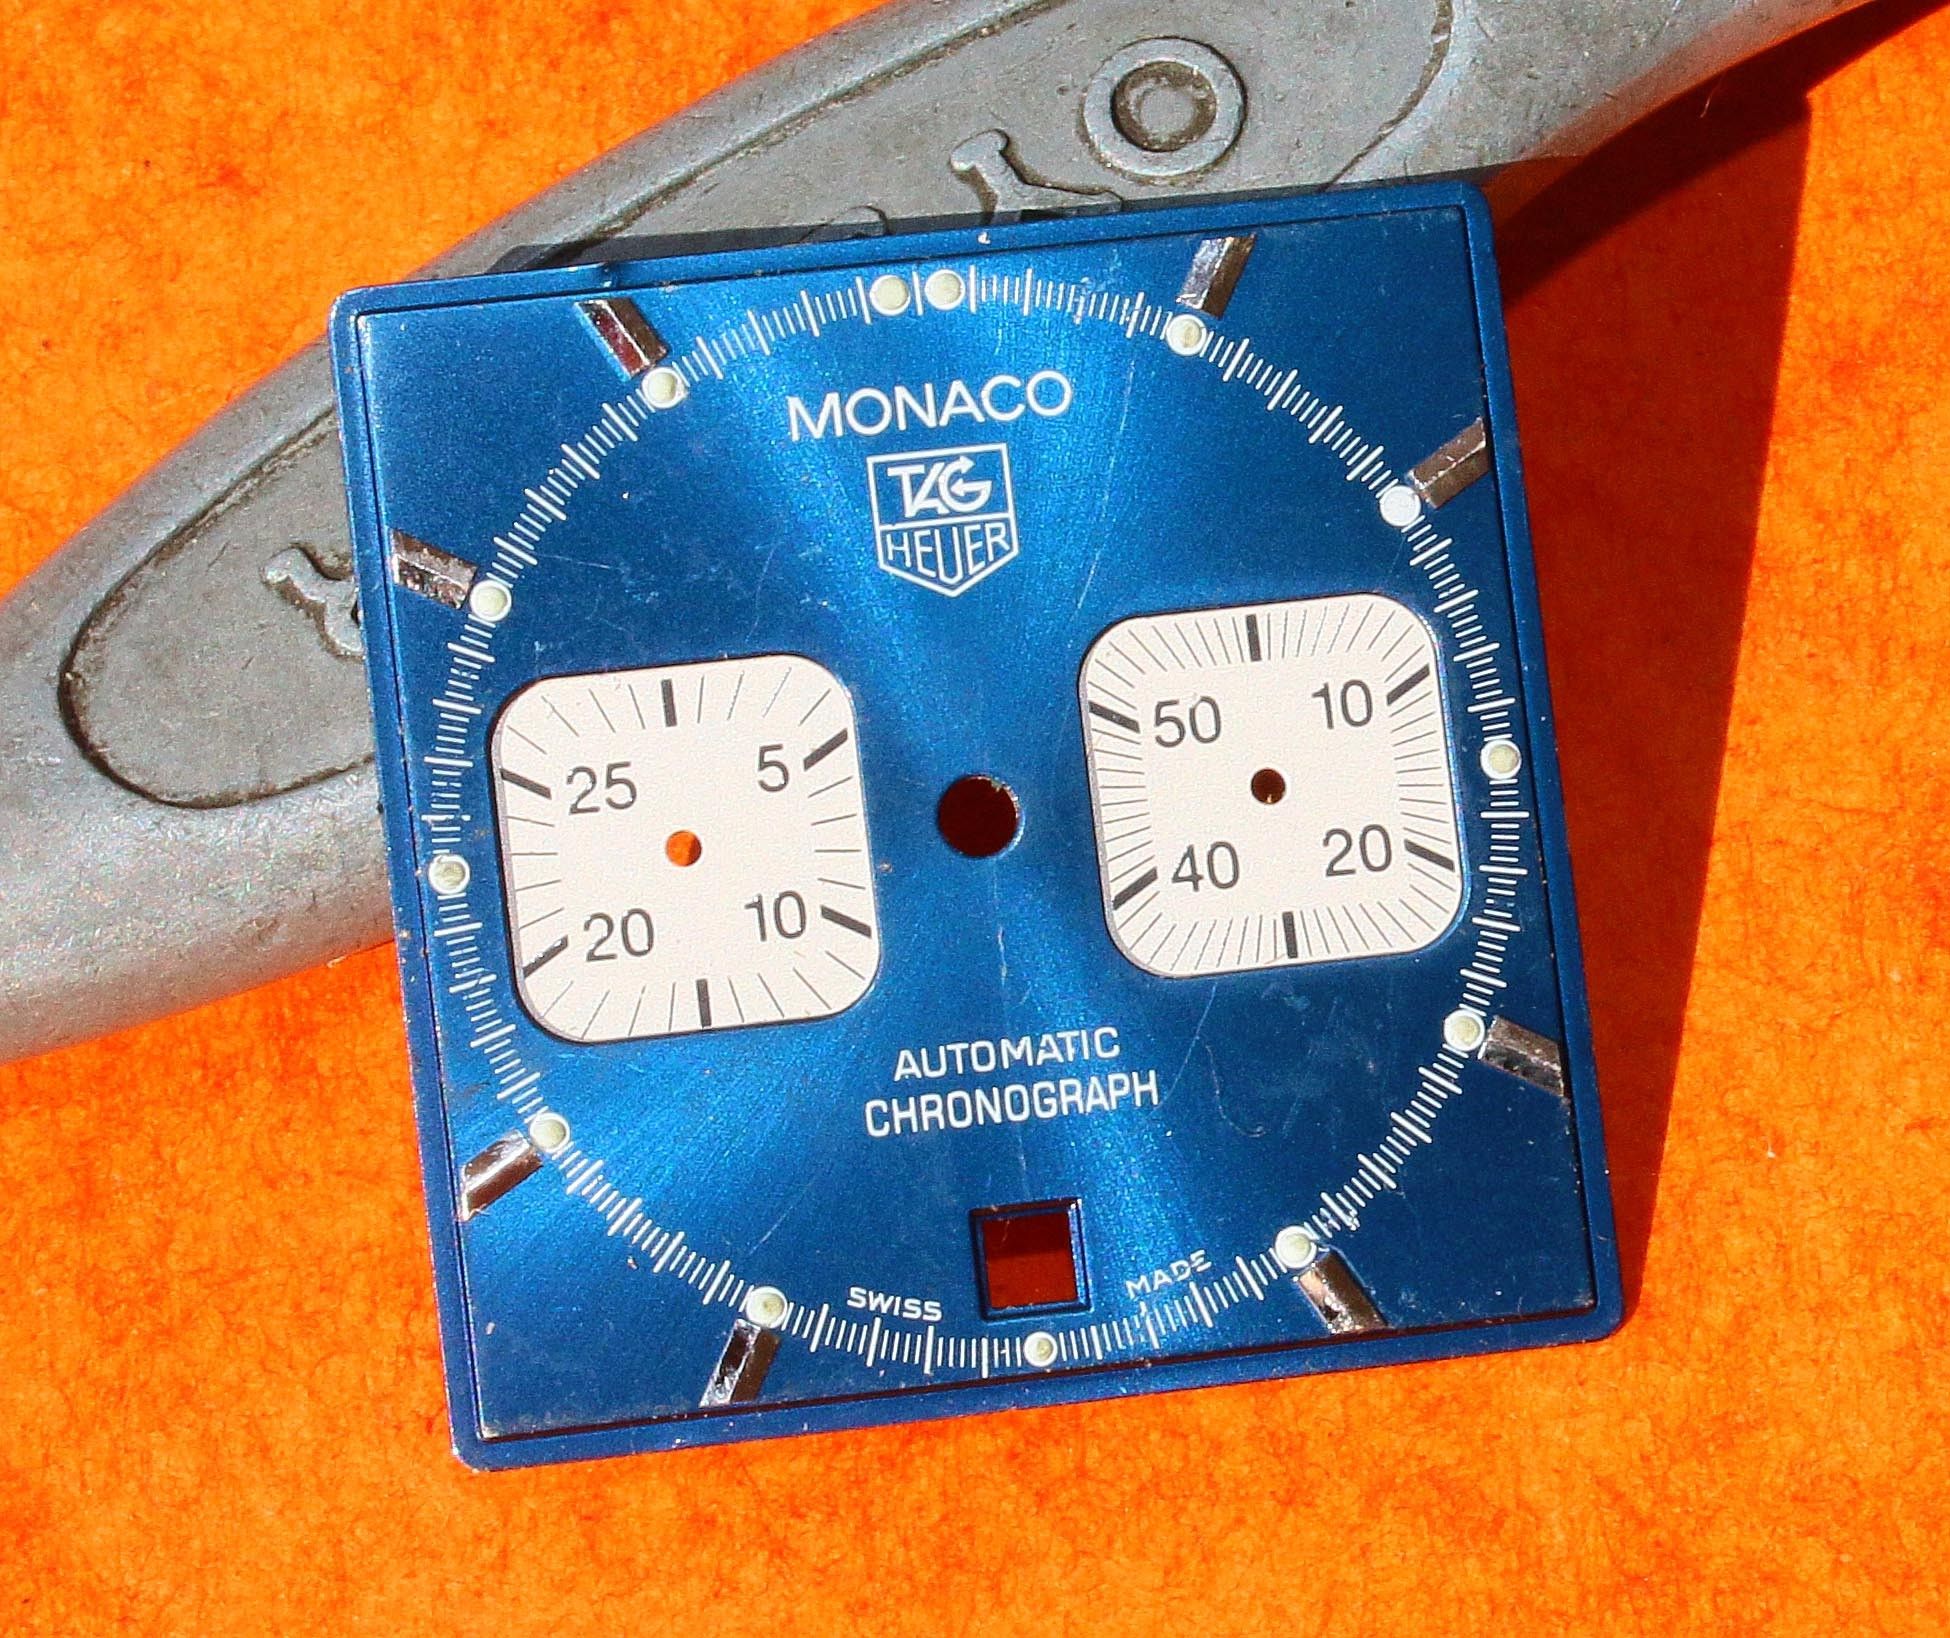 MONACO
TAG
HEUER
50 10
25 5
40 20
20 10
AUTOMATIC
CHRONOGRAPH
SWISS MADE